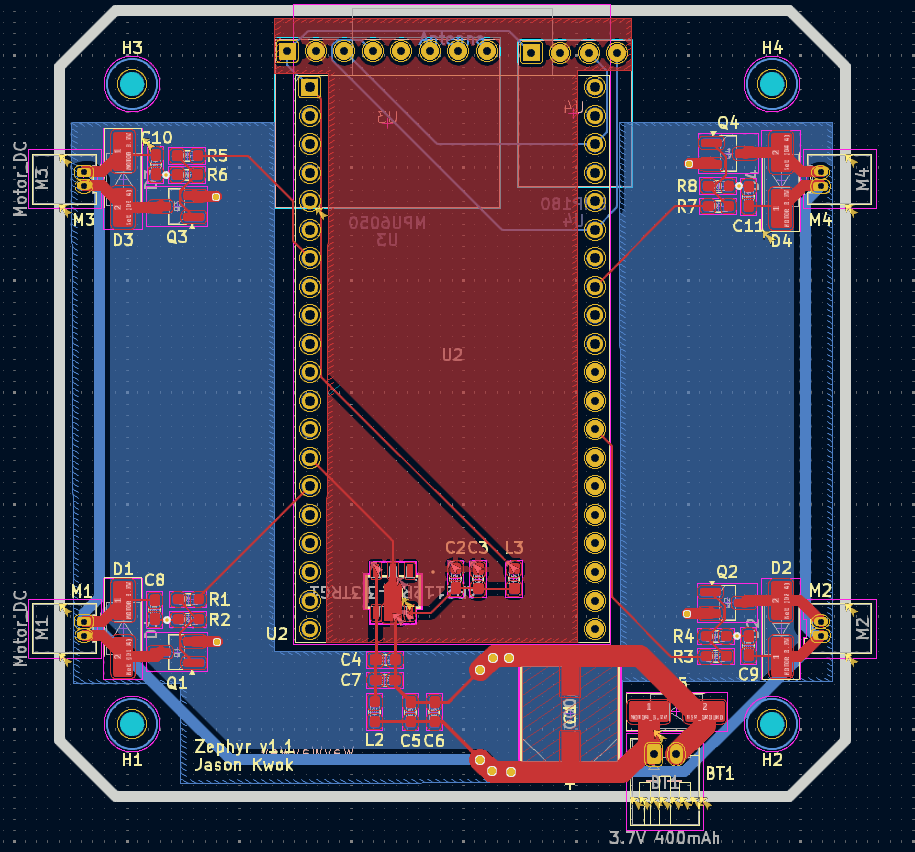 Antenna
H3
H4
Q4
C10
R5
R6
R8
R7
C11
D4
M4
M4
Motor_DC
M3
M3
D3
Q3
U3
MPU6050
U3
U4
U2
D1
C8
R1
R2
M1
Motor_DC
M1
Q1
U2
C2
C3
L3
Q2
D2
M2
M2
R4
R3
C9
C4
C7
L2
C5
C6
Zephyr v1.1
Jason Kwok
H1
H2
BT1
BT1
3.7V 400mAh